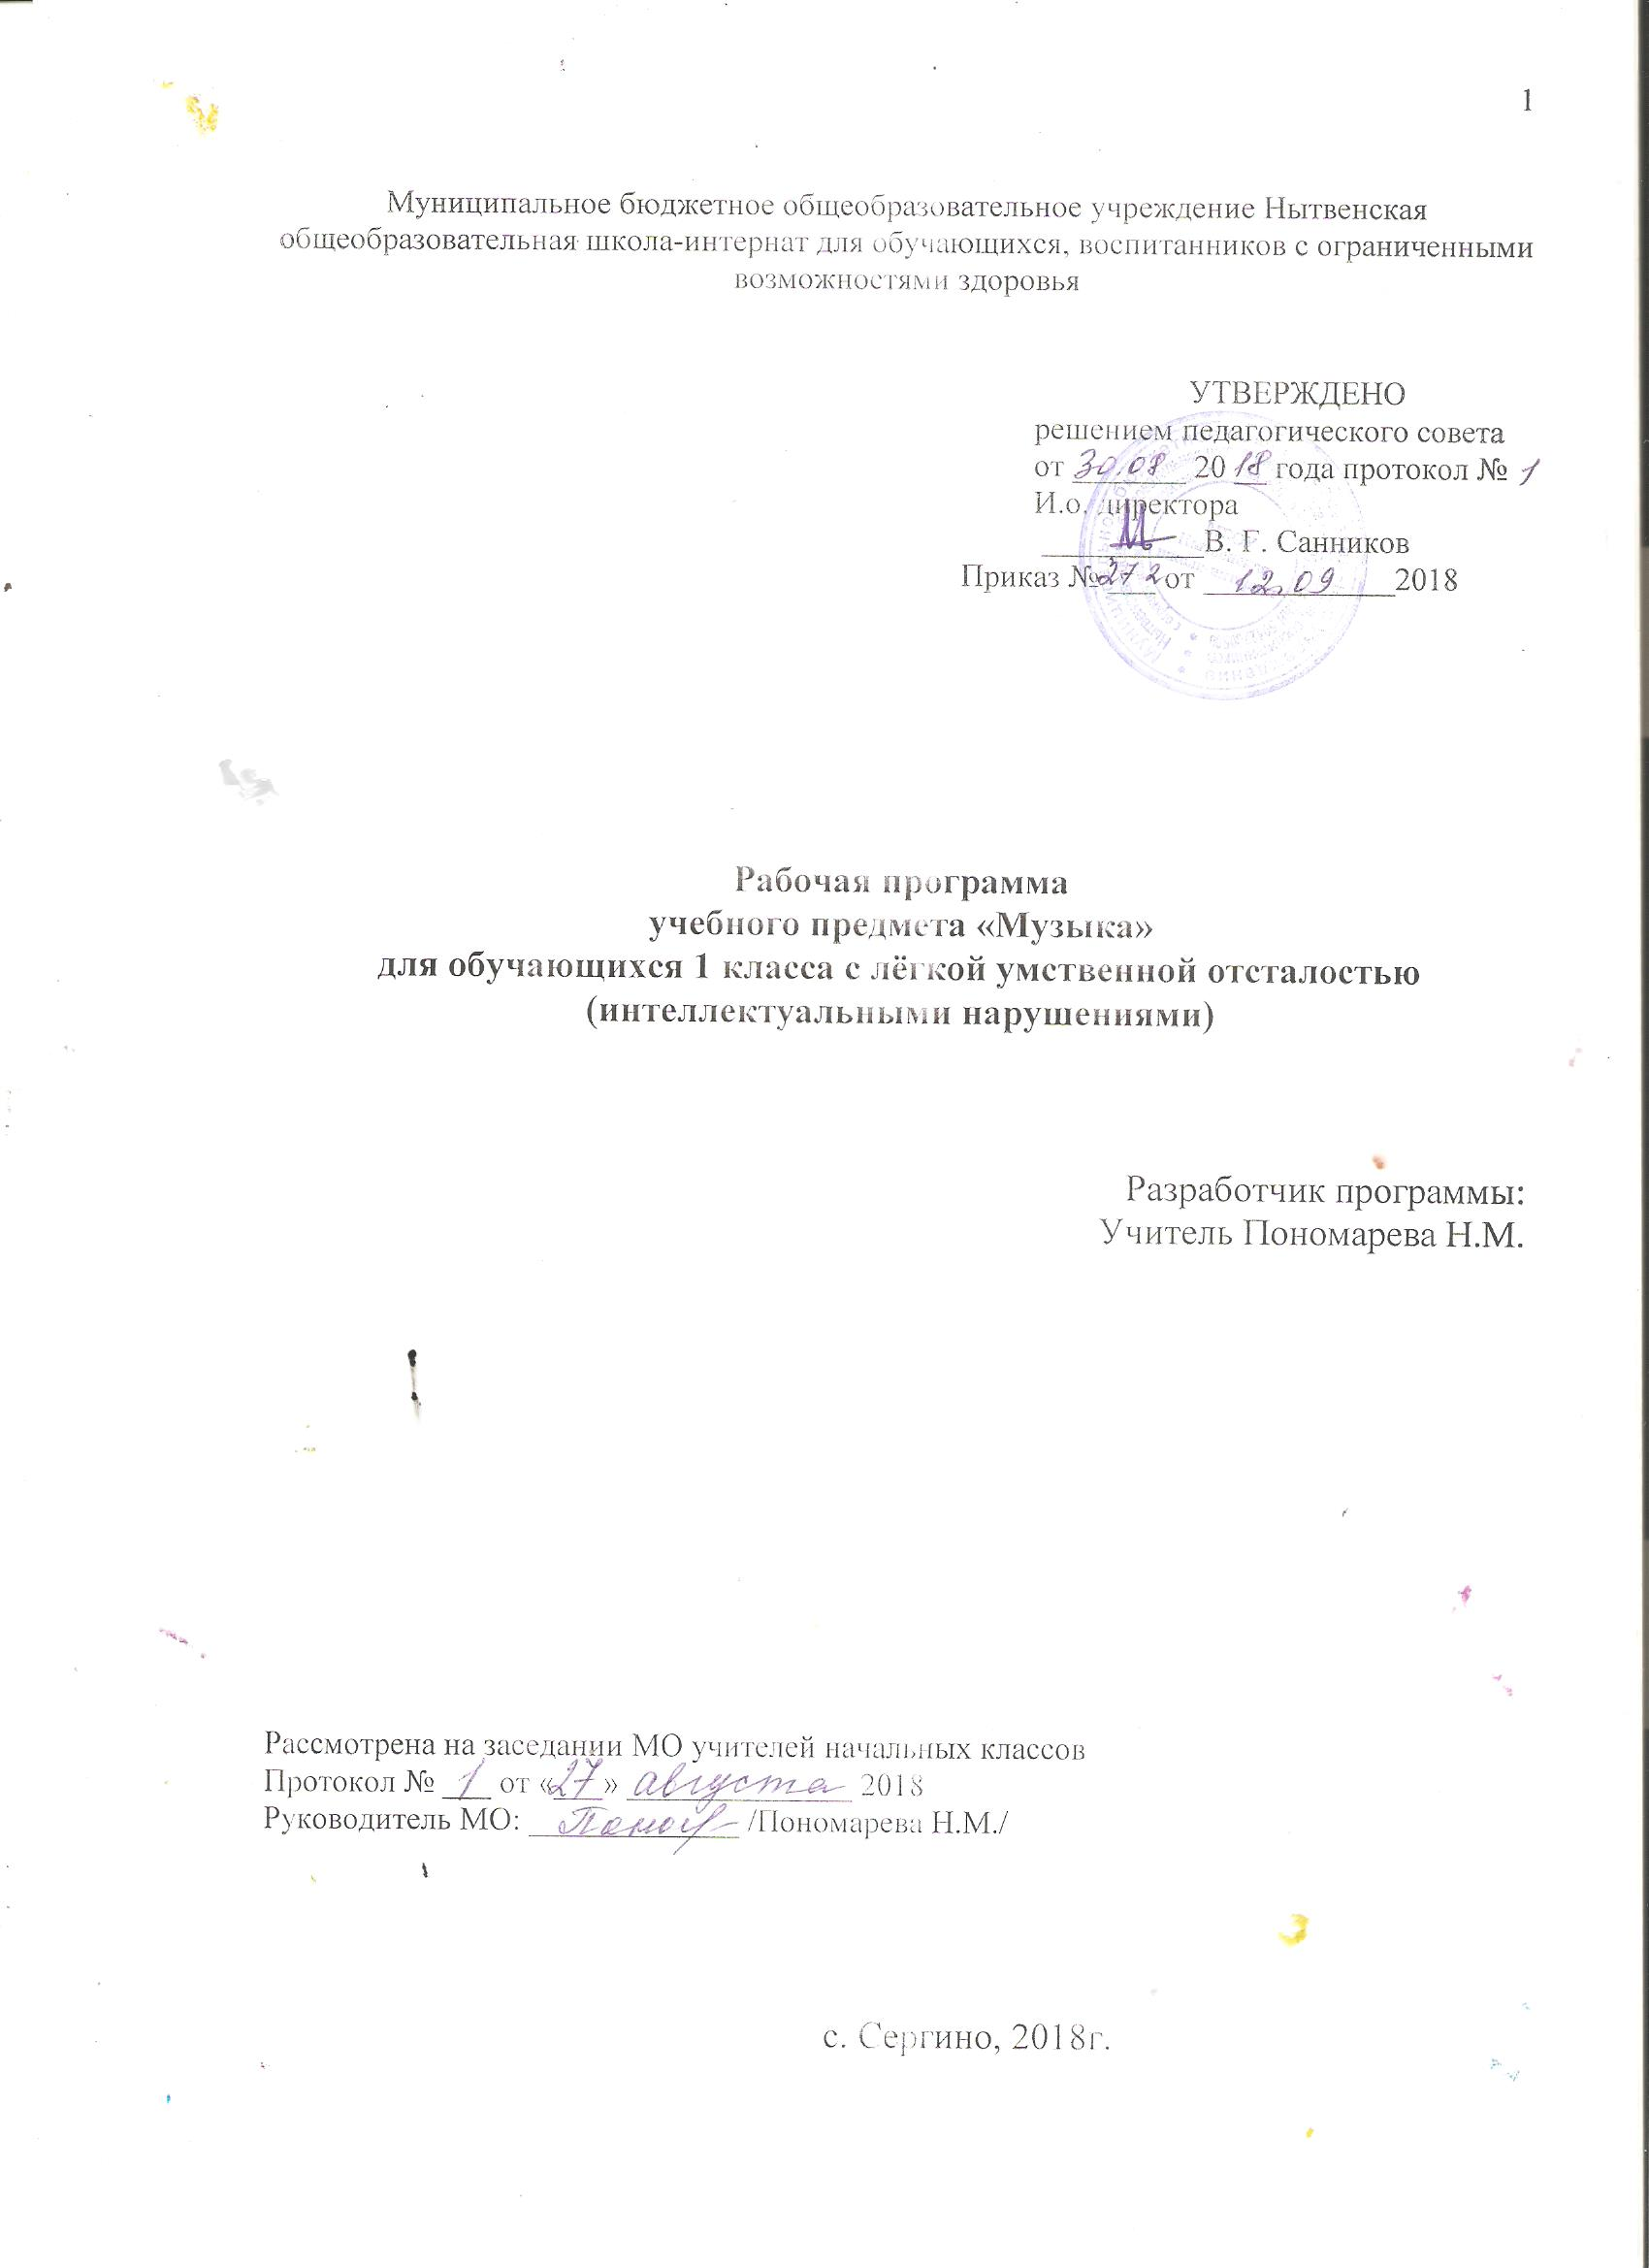 1
Муниципальное бюджетное общеобразовательное учреждение Нытвенская
общеобразовательная школа-интернат для обучающихся, воспитанников с ограниченными
возможностями здоровья
УТВЕРЖДЕНО
решением педагогического совета
от 30.08 2018 года протокол № 1
И.о. директора
В. Г. Санников
Приказ № 272 от 12.09 2018
Рабочая программа
учебного предмета «Музыка»
для обучающихся 1 класса с лёгкой умственной отсталостью
(интеллектуальными нарушениями)
Разработчик программы:
Учитель Пономарева Н.М.
Рассмотрена на заседании МО учителей начальных классов
Протокол № 1 от «27» августа 2018
Руководитель МО: /Пономарева Н.М./
с. Сергино, 2018г.